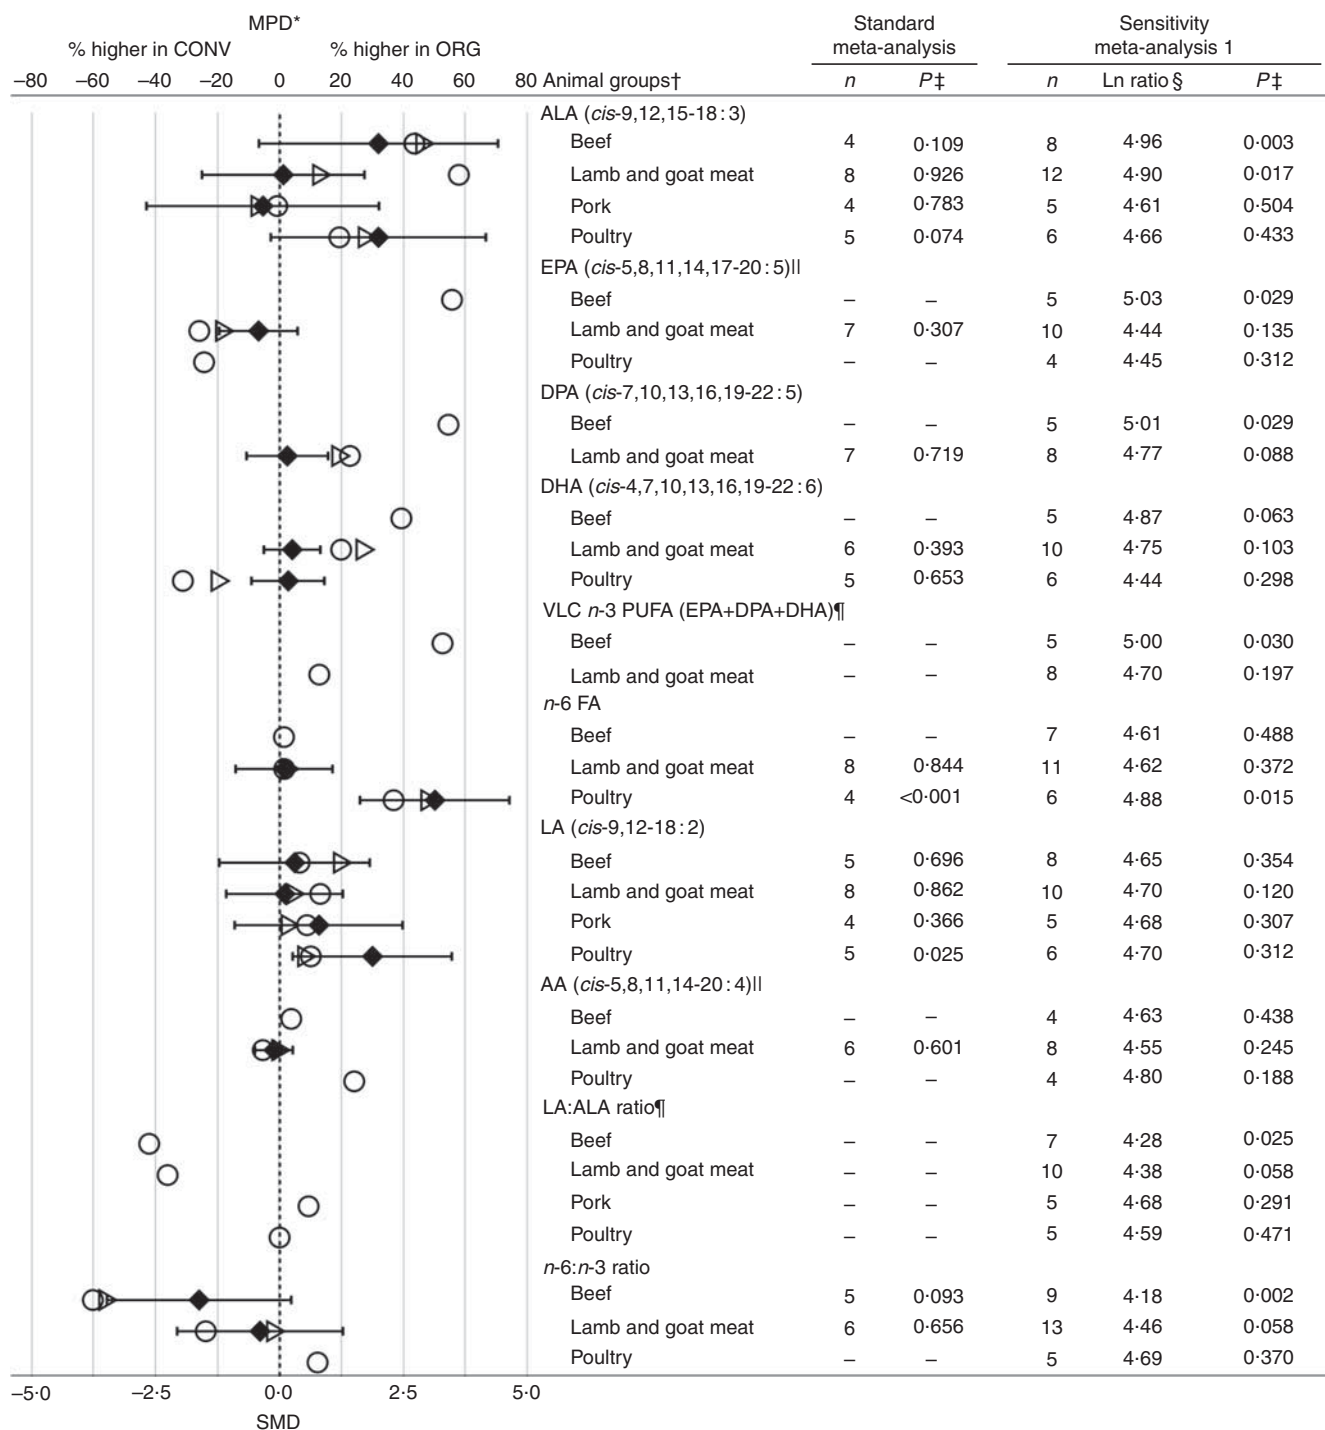 MPD* Standard Sensitivity
% higher in CONV % higher in ORG meta-analysis meta-analysis 1
–80 –60 –40 –20 0 20 40 60 80 Animal groups† n P‡ n Ln ratio § P‡
ALA (cis-9,12,15-18 : 3)
Beef 4 0·109 8 4·96 0·003
Lamb and goat meat 8 0·926 12 4·90 0·017
Pork 4 0·783 5 4·61 0·504
Poultry 5 0·074 6 4·66 0·433
EPA (cis-5,8,11,14,17-20 : 5)||
Beef – – 5 5·03 0·029
Lamb and goat meat 7 0·307 10 4·44 0·135
Poultry – – 4 4·45 0·312
DPA (cis-7,10,13,16,19-22 : 5)
Beef – – 5 5·01 0·029
Lamb and goat meat 7 0·719 8 4·77 0·088
DHA (cis-4,7,10,13,16,19-22 : 6)
Beef – – 5 4·87 0·063
Lamb and goat meat 6 0·393 10 4·75 0·103
Poultry 5 0·653 6 4·44 0·298
VLC n-3 PUFA (EPA+DPA+DHA)¶
Beef – – 5 5·00 0·030
Lamb and goat meat – – 8 4·70 0·197
n-6 FA
Beef – – 7 4·61 0·488
Lamb and goat meat 8 0·844 11 4·62 0·372
Poultry 4 <0·001 6 4·88 0·015
LA (cis-9,12-18 : 2)
Beef 5 0·696 8 4·65 0·354
Lamb and goat meat 8 0·862 10 4·70 0·120
Pork 4 0·366 5 4·68 0·307
Poultry 5 0·025 6 4·70 0·312
AA (cis-5,8,11,14-20 : 4)||
Beef – – 4 4·63 0·438
Lamb and goat meat 6 0·601 8 4·55 0·245
Poultry – – 4 4·80 0·188
LA:ALA ratio¶
Beef – – 7 4·28 0·025
Lamb and goat meat – – 10 4·38 0·058
Pork – – 5 4·68 0·291
Poultry – – 5 4·59 0·471
n-6:n-3 ratio
Beef 5 0·093 9 4·18 0·002
Lamb and goat meat 6 0·656 13 4·46 0·058
Poultry – – 5 4·69 0·370
–5·0 –2·5 0·0 2·5 5·0
SMD